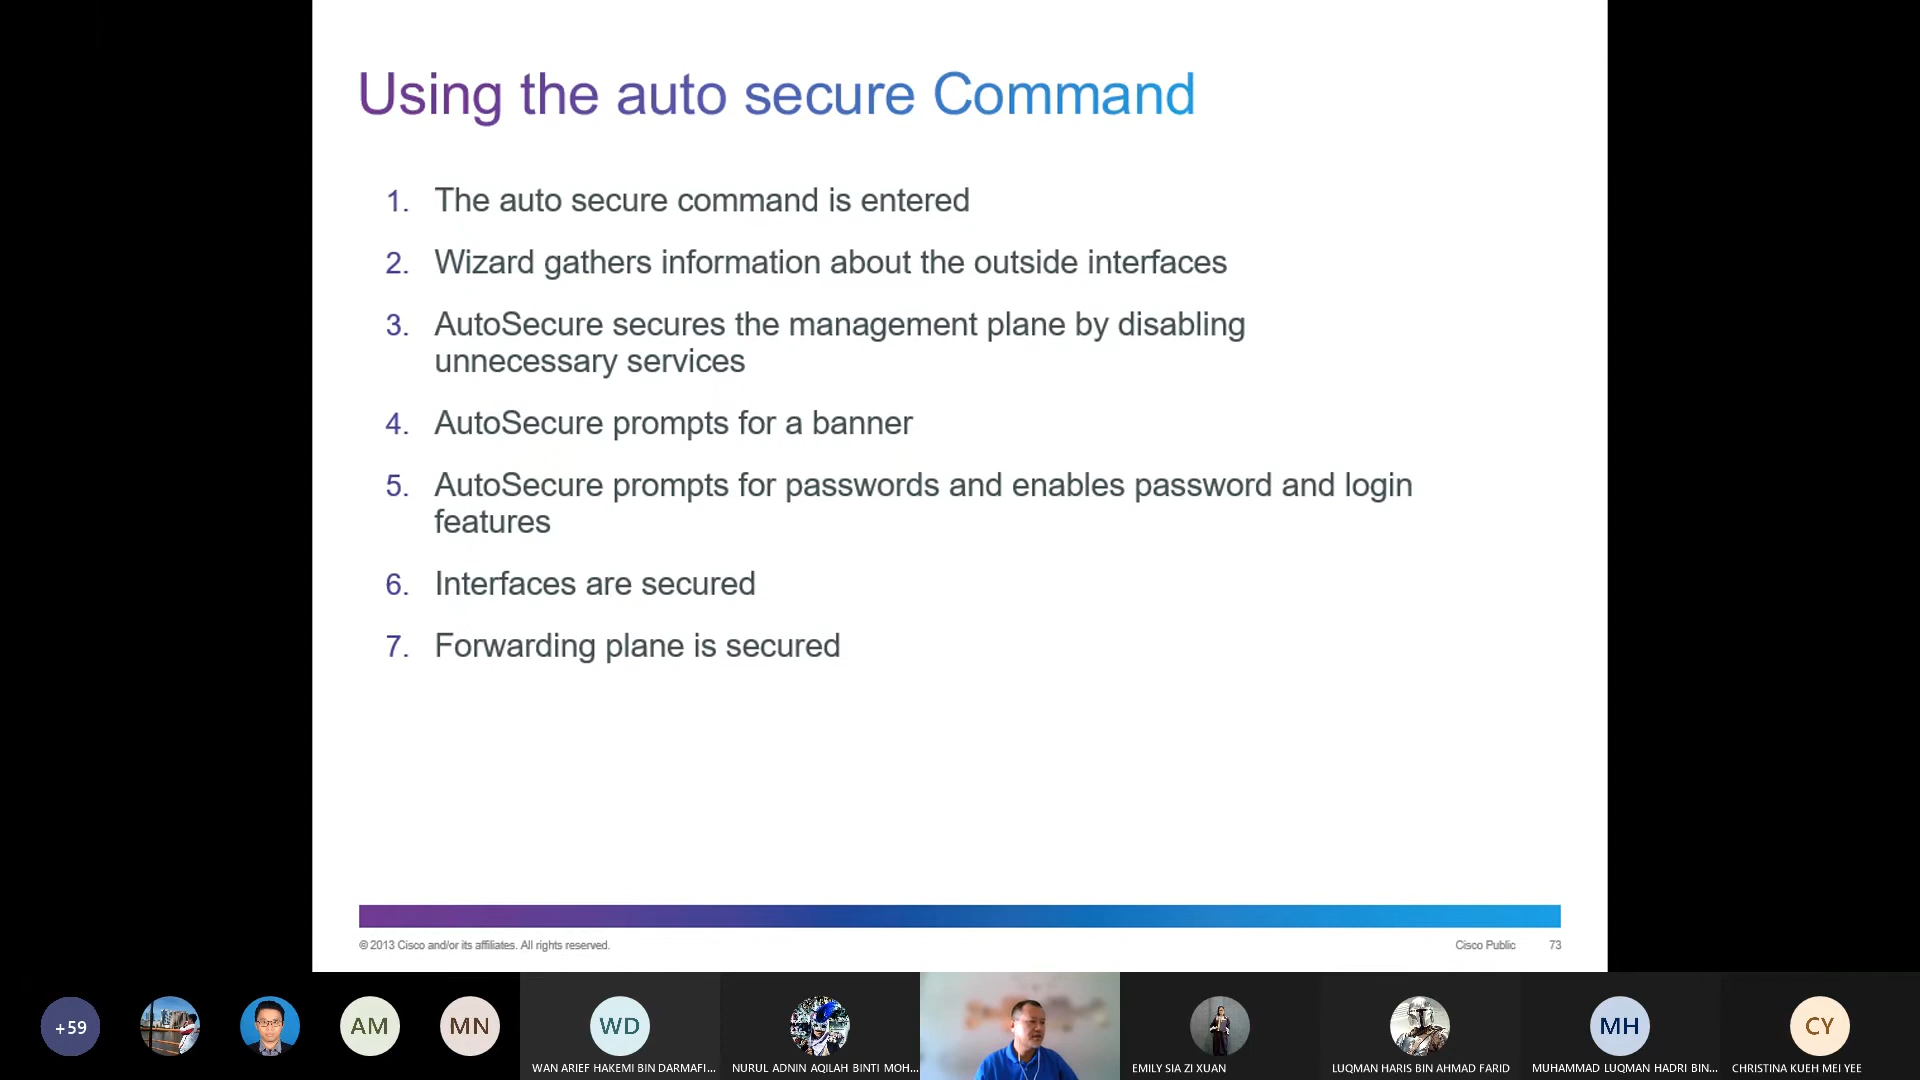 Using the auto secure Command
1. The auto secure command is entered
2. Wizard gathers information about the outside interfaces
3. AutoSecure secures the management plane by disabling
unnecessary services
4. AutoSecure prompts for a banner
5. AutoSecure prompts for passwords and enables password and login
features
6. Interfaces are secured
7. Forwarding plane is secured
© 2013 Cisco and/or its affiliates. All rights reserved.
Cisco Public 73
+59
AM
MN
WD
MH
CY
WAN ARIEF HAKEMI BIN DARMAFI...
NURUL ADNIN AQILAH BINTI MOH...
EMILY SIA ZI XUAN
LUQMAN HARIS BIN AHMAD FARID
MUHAMMAD LUQMAN HADRI BIN...
CHRISTINA KUEH MEI YEE